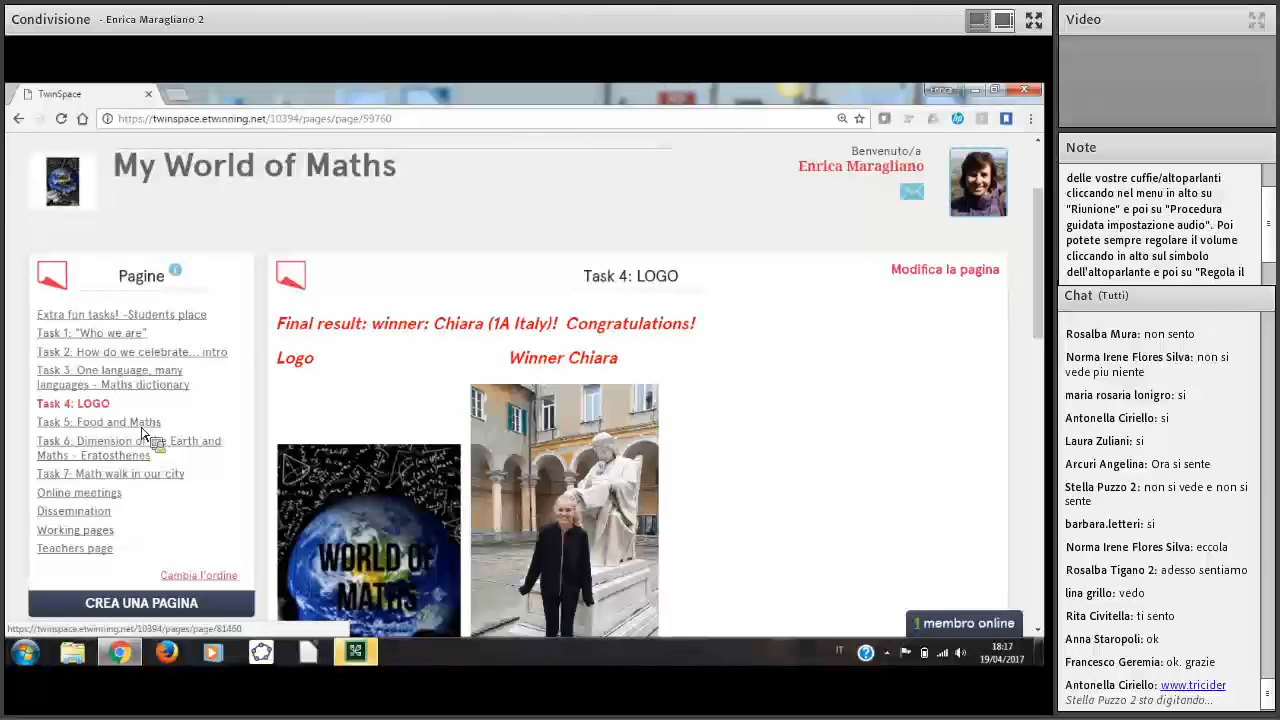 Condivisione - Enrica Maragliano 2
TwinSpace
Enrica
https://twinspace.etwinning.net/10394/pages/page/59760
My World of Maths
Benvenuto/a
Enrica Maragliano
Pagine
Extra fun tasks! -Students place
Task 1: "Who we are"
Task 2: How do we celebrate... intro
Task 3. One language, many
languages - Maths dictionary
Task 4: LOGO
Task 5: Food and Maths
Task 6: Dimension of Earth and
Maths - Eratosthenes
Task 7: Math walk in our city
Online meetings
Dissemination
Working pages
Teachers page
Cambia l'ordine
CREA UNA PAGINA
Task 4: LOGO
Modifica la pagina
Final result: winner: Chiara (1A Italy)! Congratulations!
Logo Winner Chiara
WORLD OF
MATHS
1 membro online
https://twinspace.etwinning.net/10394/pages/page/81460
IT
18:17
19/04/2017
Video
Note
delle vostre cuffie/altoparlanti
cliccando nel menu in alto su
"Riunione" e poi su "Procedura
guidata impostazione audio". Poi
potete sempre regolare il volume
cliccando in alto sul simbolo
dell'altoparlante e poi su "Regola il
Chat (Tutti)
Rosalba Mura: non sento
Norma Irene Flores Silva: non si
vede piu niente
maria rosaria lonigro: si
Antonella Ciriello: si
Laura Zuliani: si
Arcuri Angelina: Ora si sente
Stella Puzzo 2: non si vede e non si
sente
barbara.letteri: si
Norma Irene Flores Silva: eccola
Rosalba Tigano 2: adesso sentiamo
lina grillo: vedo
Rita Civitella: ti sento
Anna Staropoli: ok
Francesco Geremia: ok. grazie
Antonella Ciriello: www.tricider
Stella Puzzo 2 sta digitando...